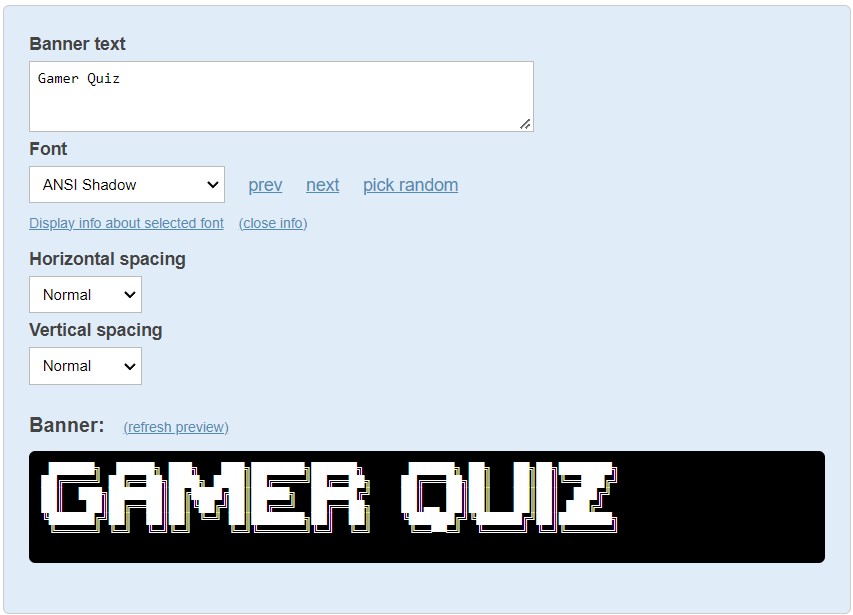 Banner text
Gamer Quiz
Font
ANSI Shadow prev next pick random
Display info about selected font (close info)
Horizontal spacing
Normal
Vertical spacing
Normal
Banner: (refresh preview)
GAMER QUIZ